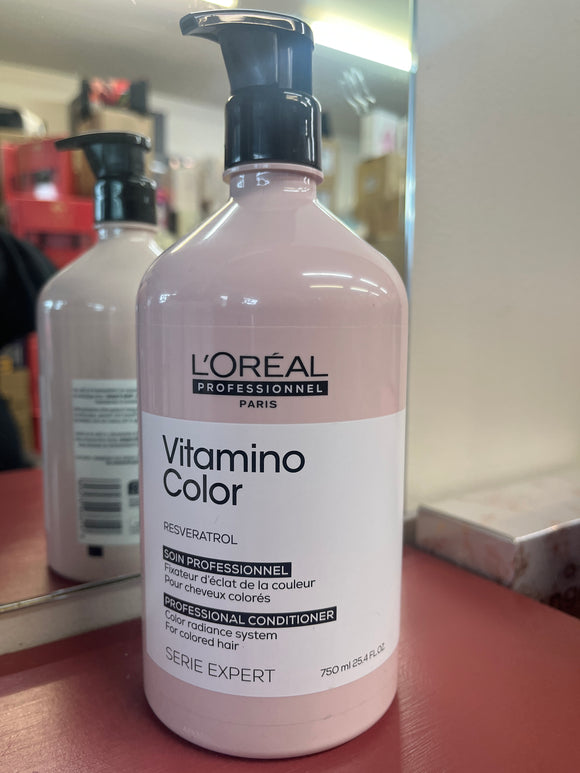 L'ORÉAL
PROFESSIONNEL
PARIS
Vitamino
Color
RESVERATROL
SOIN PROFESSIONNEL
Fixateur d'éclat de la couleur
Pour cheveux colorés
PROFESSIONAL CONDITIONER
Color radiance system
For colored hair
SERIE EXPERT
750 ml 25.4 FL.OZ.